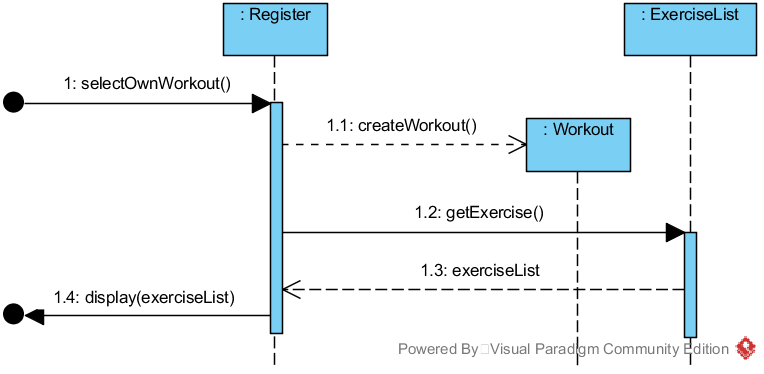 : Register
: ExerciseList
1: selectOwnWorkout()
1.1: createWorkout()
: Workout
1.2: getExercise()
1.3: exerciseList
1.4: display(exerciseList)
Powered By Visual Paradigm Community Edition